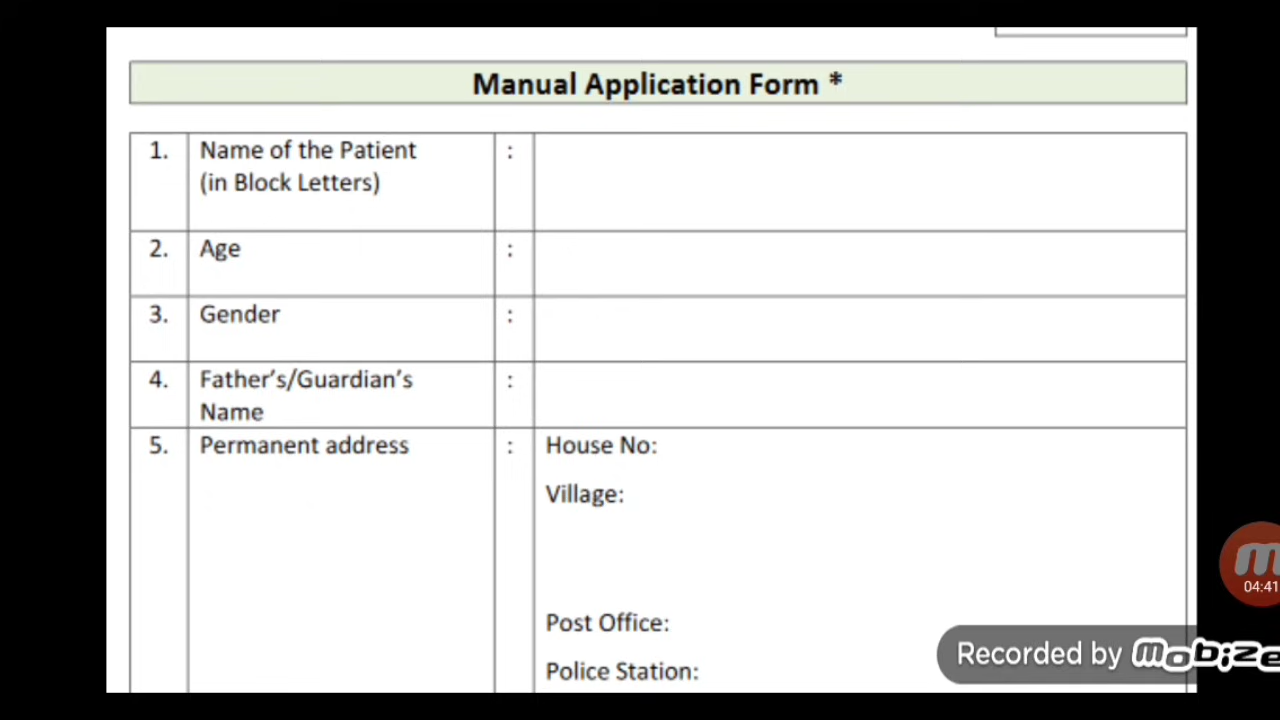 Manual Application Form *
1. Name of the Patient :
(in Block Letters)
2. Age :
3. Gender :
4. Father's/Guardian's :
Name
5. Permanent address : House No:
Village:
Post Office:
Police Station:
04:41
Recorded by